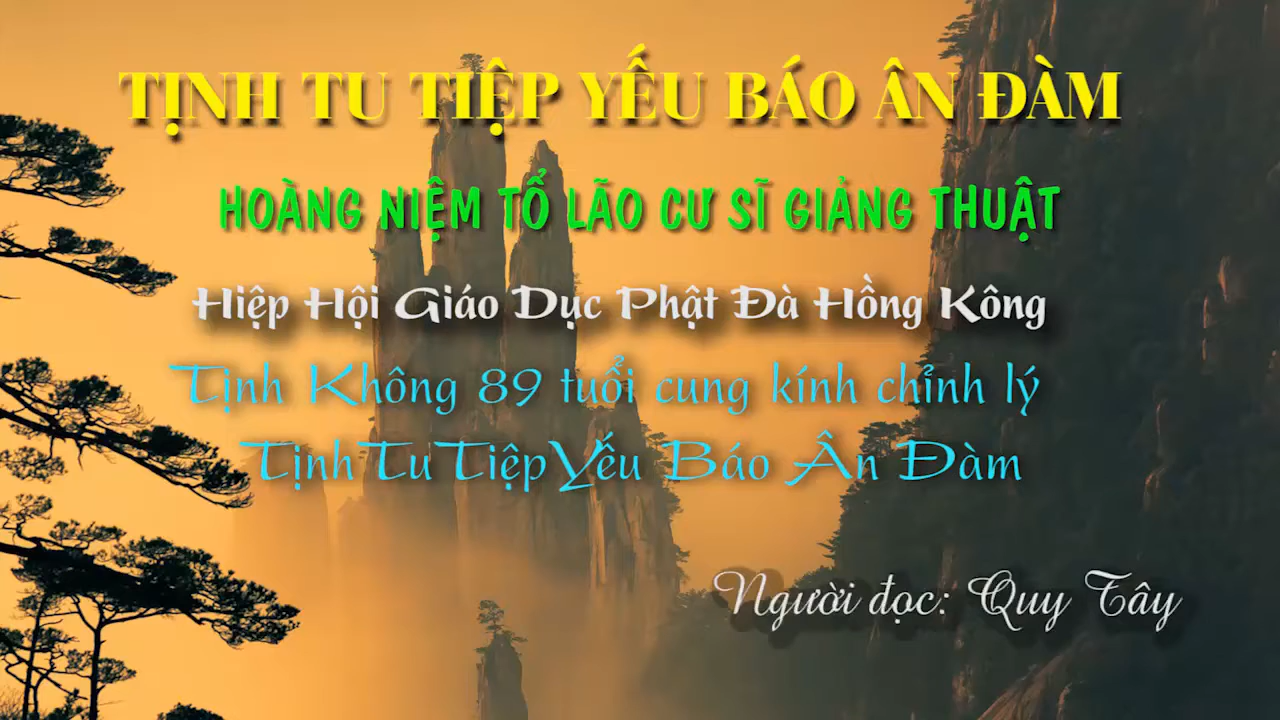 TỊNH TU TIỆP YẾU BÁO ÂN ĐÀM
HOÀNG NIỆM TỔ LÃO CƯ SĨ GIẢNG THUẬT
Hiệp Hội Giáo Dục Phật Đà Hồng Kông
Tịnh Không 89 tuổi cung kính chỉnh lý
Tịnh Tu Tiệp Yếu Báo Ân Đàm
Người đọc: Quy Tây